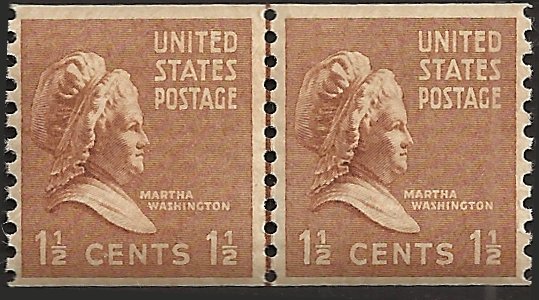 UNITED
STATES
POSTAGE
MARTHA
WASHINGTON
1½ CENTS 1½
UNITED
STATES
POSTAGE
MARTHA
WASHINGTON
1½ CENTS 1½